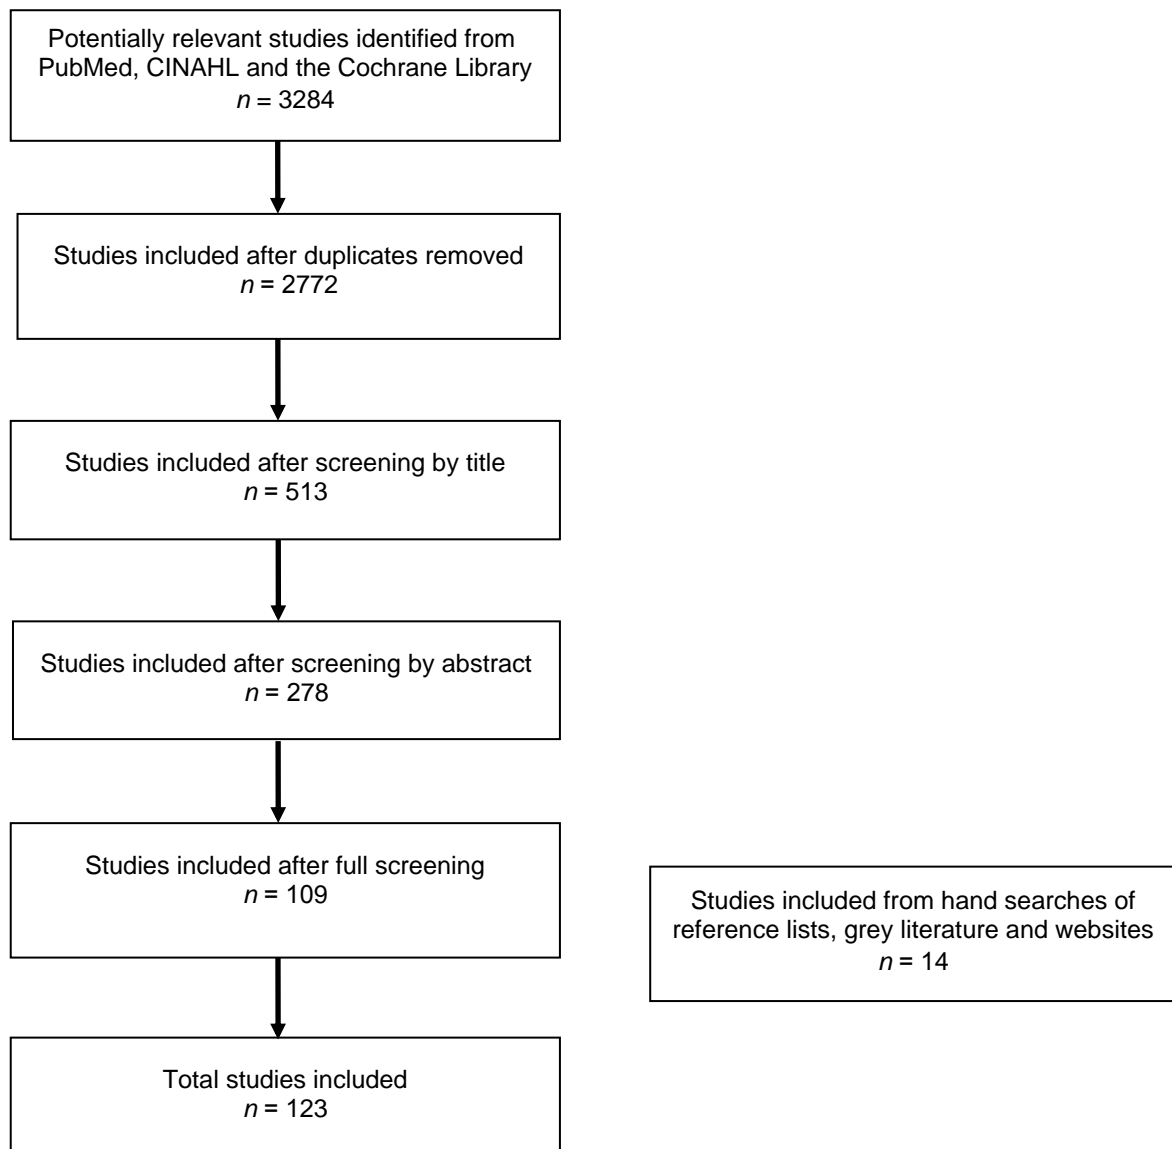 Potentially relevant studies identified from
PubMed, CINAHL and the Cochrane Library
n = 3284
Studies included after duplicates removed
n = 2772
Studies included after screening by title
n = 513
Studies included after screening by abstract
n = 278
Studies included after full screening
n = 109
Studies included from hand searches of
reference lists, grey literature and websites
n = 14
Total studies included
n = 123